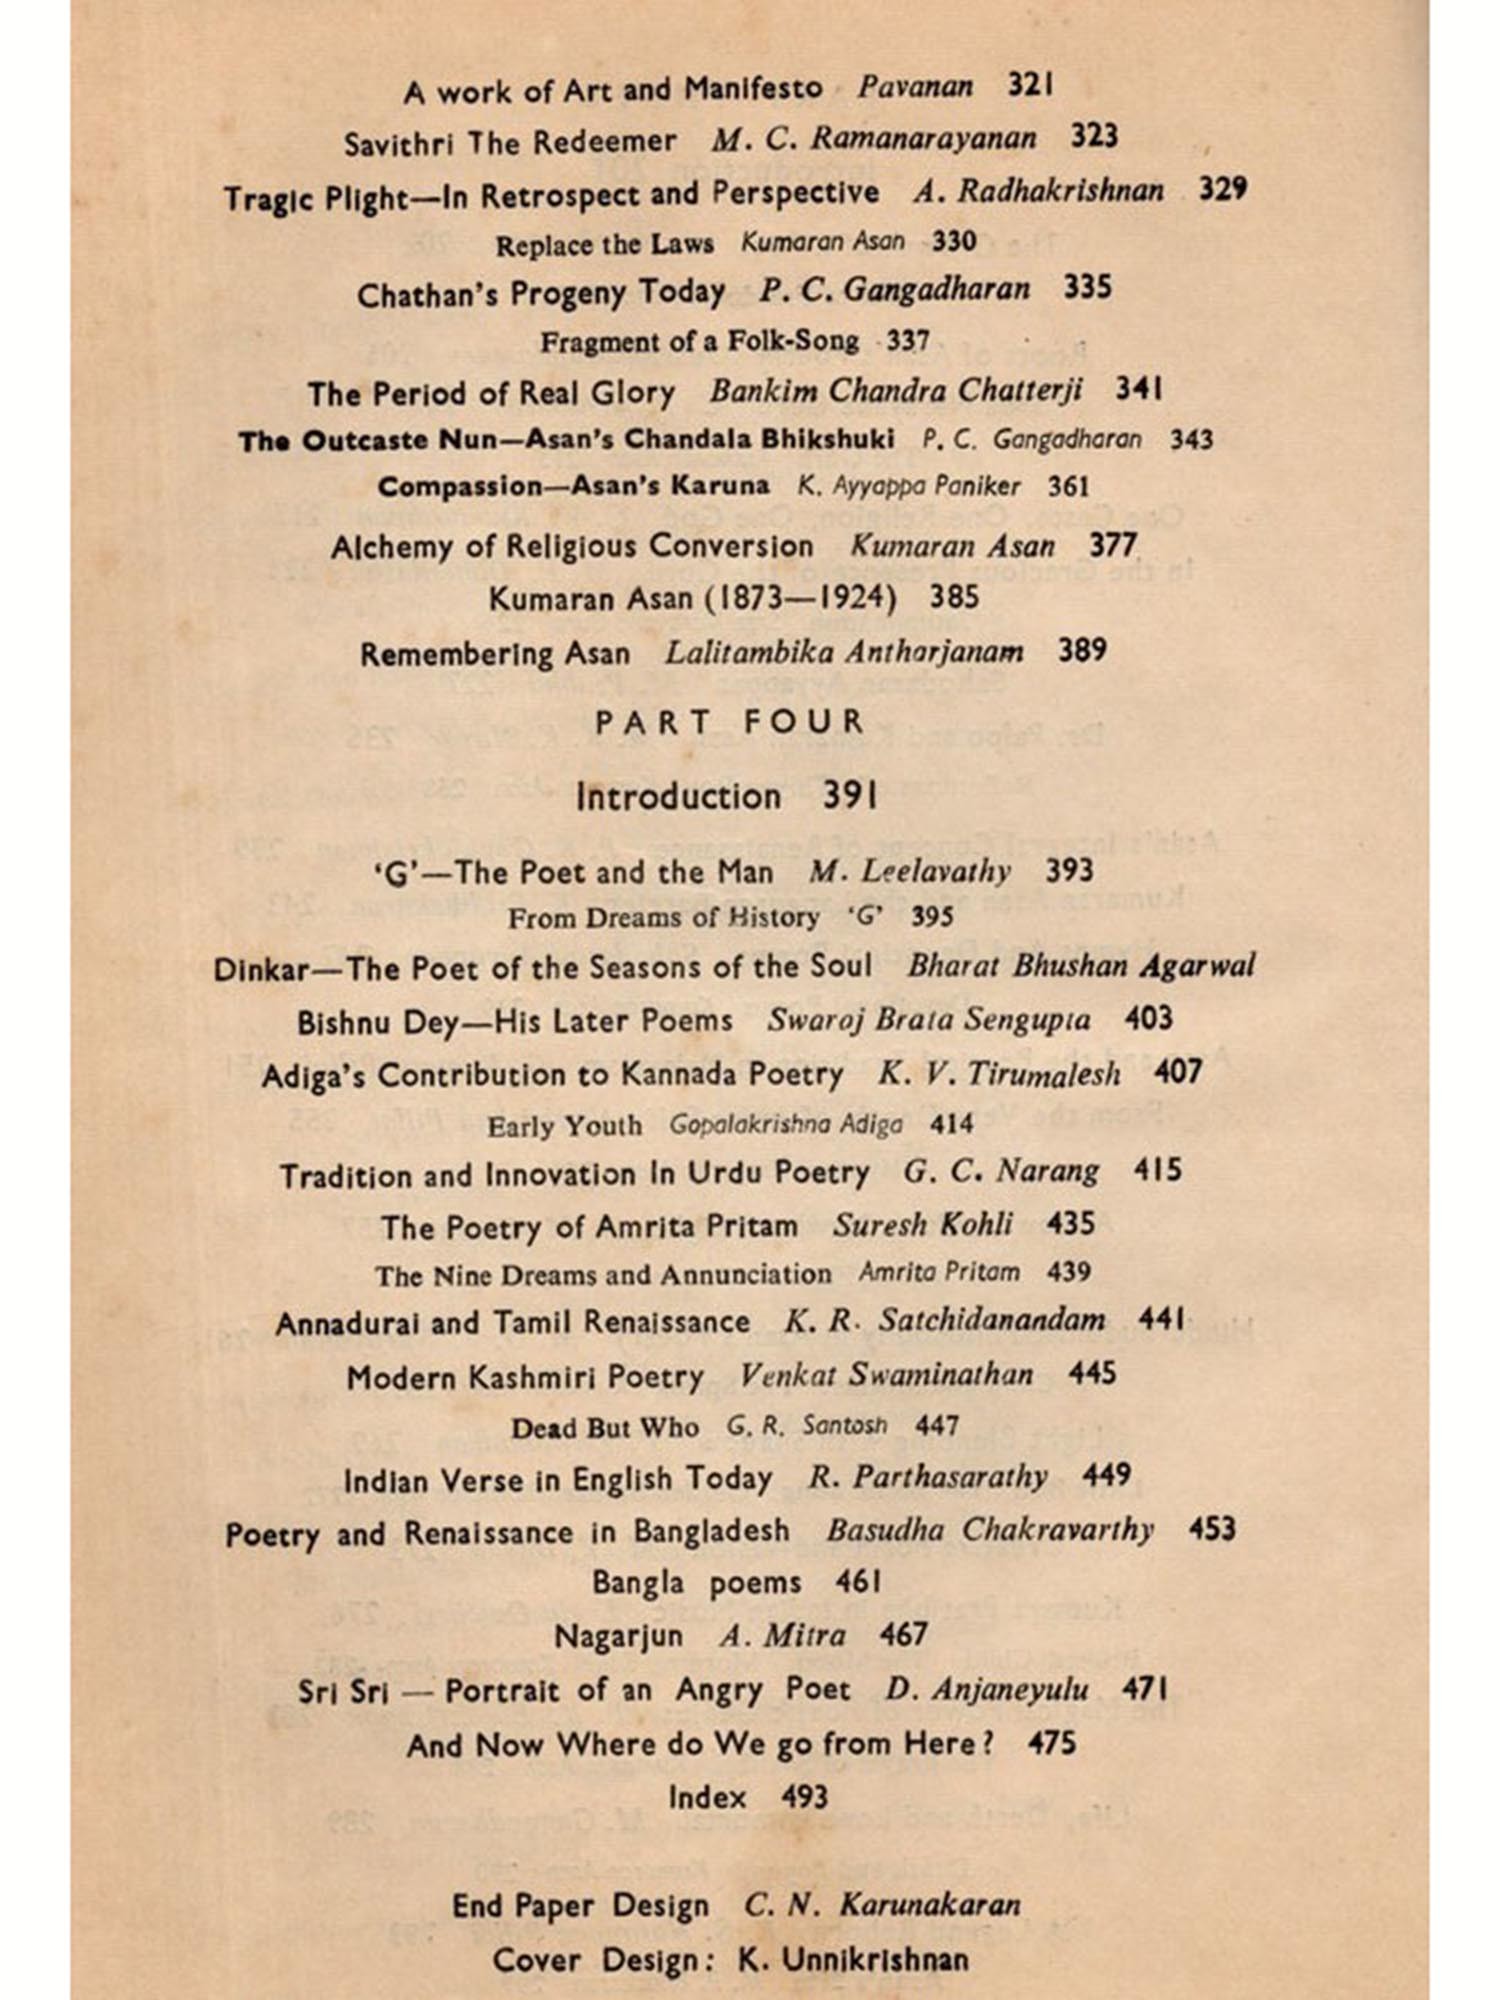 A work of Art and Manifesto Pavanan 321
Savithri The Redeemer M. C. Ramanarayanan 323
Tragic Plight—In Retrospect and Perspective A. Radhakrishnan 329
Replace the Laws Kumaran Asan 330
Chathan's Progeny Today P. C. Gangadharan 335
Fragment of a Folk-Song 337
The Period of Real Glory Bankim Chandra Chatterji 341
The Outcaste Nun—Asan's Chandala Bhikshuki P. C. Gangadharan 343
Compassion—Asan's Karuna K. Ayyappa Paniker 361
Alchemy of Religious Conversion Kumaran Asan 377
Kumaran Asan (1873—1924) 385
Remembering Asan Lalitambika Antharjanam 389
PART FOUR
Introduction 391
‘G’—The Poet and the Man M. Leelavathy 393
From Dreams of History ‘G’ 395
Dinkar—The Poet of the Seasons of the Soul Bharat Bhushan Agarwal
Bishnu Dey—His Later Poems Swaraj Brata Sengupta 403
Adiga's Contribution to Kannada Poetry K. V. Tirumalesh 407
Early Youth Gopalakrishna Adiga 414
Tradition and Innovation In Urdu Poetry G. C. Narang 415
The Poetry of Amrita Pritam Suresh Kohli 435
The Nine Dreams and Annunciation Amrita Pritam 439
Annadurai and Tamil Renaissance K. R. Satchidanandam 441
Modern Kashmiri Poetry Venkat Swaminathan 445
Dead But Who G. R. Santosh 447
Indian Verse in English Today R. Parthasarathy 449
Poetry and Renaissance in Bangladesh Basudha Chakravarthy 453
Bangla poems 461
Nagarjun A. Mitra 467
Sri Sri — Portrait of an Angry Poet D. Anjaneyulu 471
And Now Where do We go from Here? 475
Index 493
End Paper Design C. N. Karunakaran
Cover Design: K. Unnikrishnan